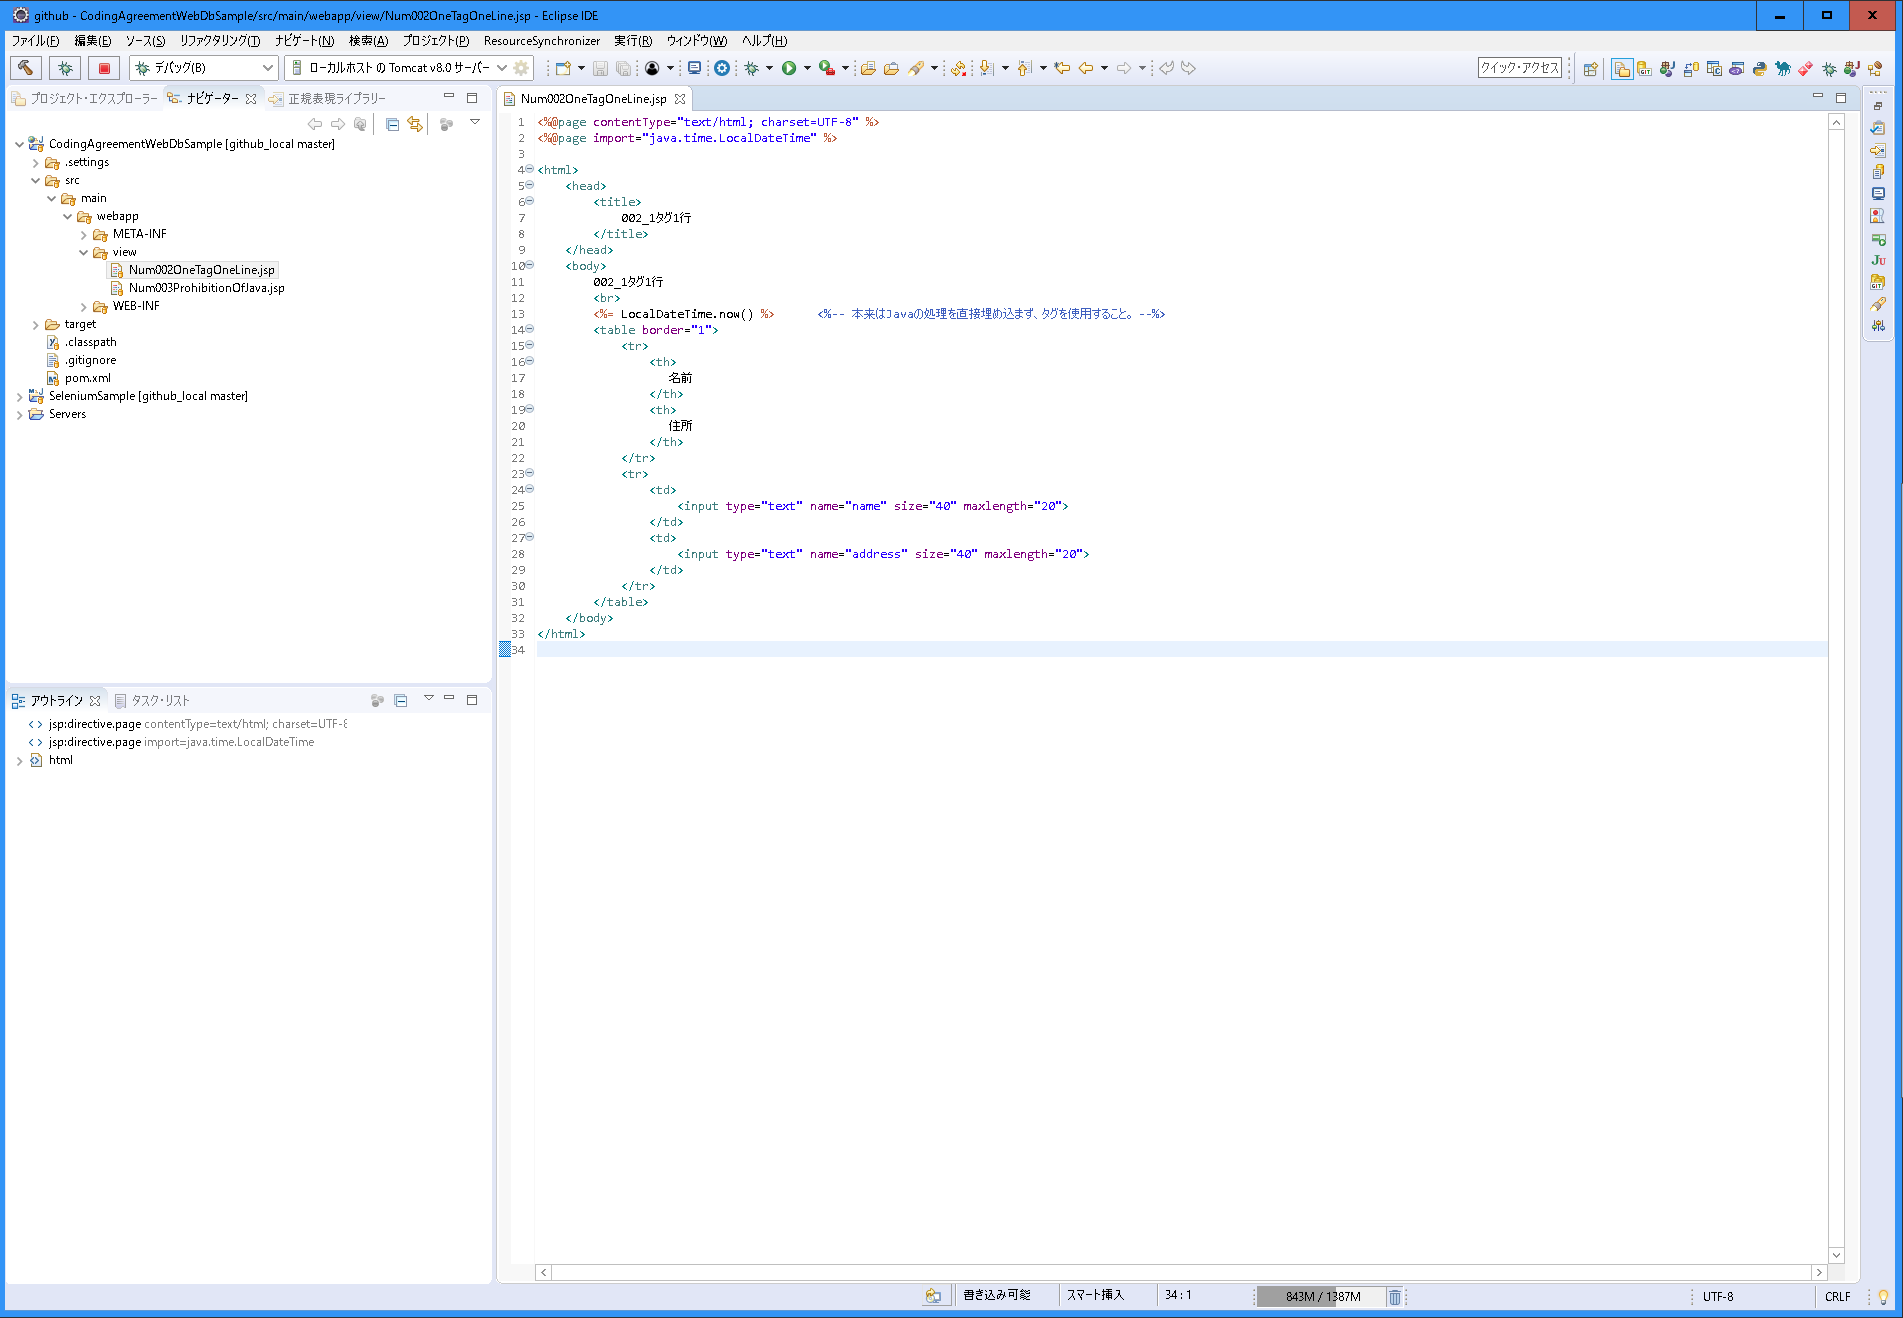 github - CodingAgreementWebDbSample/src/main/webapp/view/Num002OneTagOneLine.jsp - Eclipse IDE
ファイル(F) 編集(E) ソース(S) リファクタリング(T) ナビゲート(N) 検索(A) プロジェクト(P) ResourceSynchronizer 実行(R) ウィンドウ(W) ヘルプ(H)
デバッグ(B) ローカルホスト の Tomcat v8.0 サーバー クイック・アクセス
プロジェクト・エクスプローラー ナビゲーター 正規表現ライブラリー
CodingAgreementWebDbSample [github_local master]
.settings
src
main
webapp
META-INF
view
Num002OneTagOneLine.jsp
Num003ProhibitionOfJava.jsp
WEB-INF
target
.classpath
.gitignore
pom.xml
SeleniumSample [github_local master]
Servers
アウトライン タスク・リスト
jsp:directive.page contentType=text/html; charset=UTF-8
jsp:directive.page import=java.time.LocalDateTime
html
Num002OneTagOneLine.jsp
1 <%@page contentType="text/html; charset=UTF-8" %>
2 <%@page import="java.time.LocalDateTime" %>
3
4 <html>
5 <head>
6 <title>
7 002_1タグ1行
8 </title>
9 </head>
10 <body>
11 002_1タグ1行
12 <br>
13 <%= LocalDateTime.now() %> <%-- 本来はJavaの処理を直接埋め込まず、タグを使用すること。 --%>
14 <table border="1">
15 <tr>
16 <th>
17 名前
18 </th>
19 <th>
20 住所
21 </th>
22 </tr>
23 <tr>
24 <td>
25 <input type="text" name="name" size="40" maxlength="20">
26 </td>
27 <td>
28 <input type="text" name="address" size="40" maxlength="20">
29 </td>
30 </tr>
31 </table>
32 </body>
33 </html>
34
書き込み可能 スマート挿入 34 : 1 843M / 1387M UTF-8 CRLF